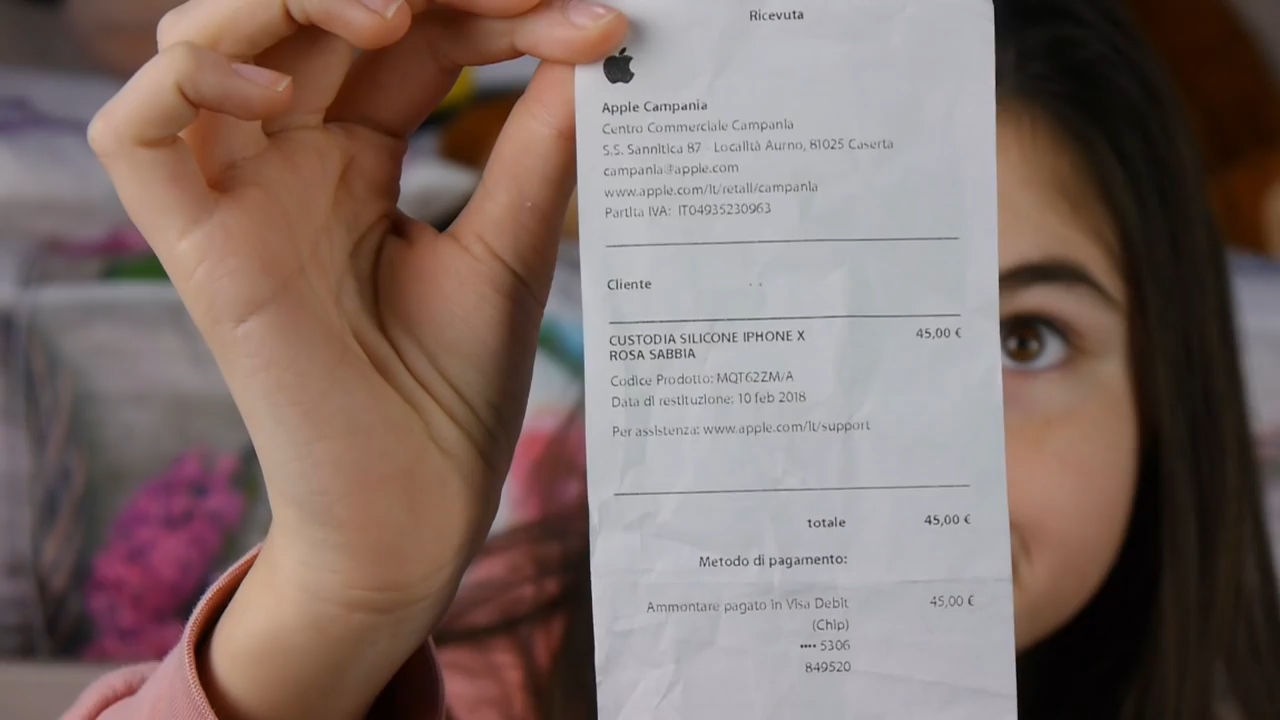 Ricevuta
Apple Campania
Centro Commerciale Campania
S.S. Sannitica 87 - Località Aurno, 81025 Caserta
campania@apple.com
www.apple.com/it/retail/campania
Partita IVA: IT04935230963
Cliente
CUSTODIA SILICONE IPHONE X 45,00 €
ROSA SABBIA
Codice Prodotto: MQT62ZM/A
Data di restituzione: 10 feb 2018
Per assistenza: www.apple.com/it/support
totale 45,00 €
Metodo di pagamento:
Ammontare pagato in Visa Debit 45,00 €
(Chip)
•••• 5306
849520